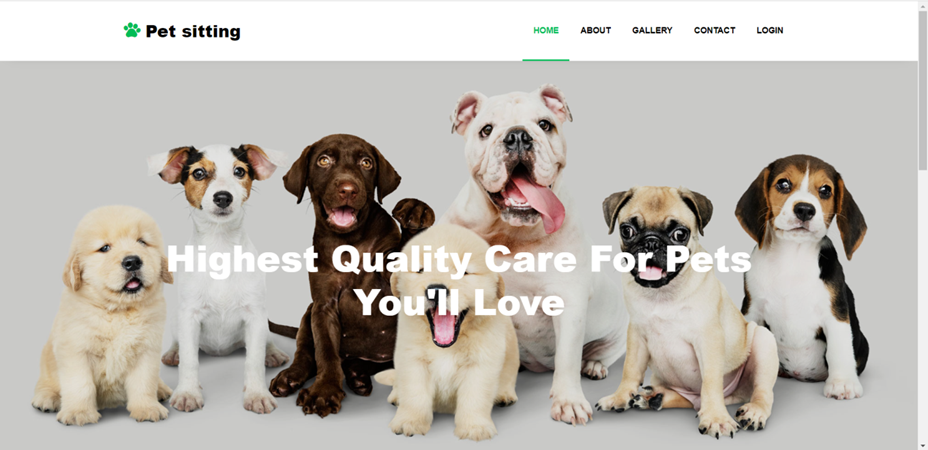 Pet sitting
HOME ABOUT GALLERY CONTACT LOGIN
Highest Quality Care For Pets
You'll Love